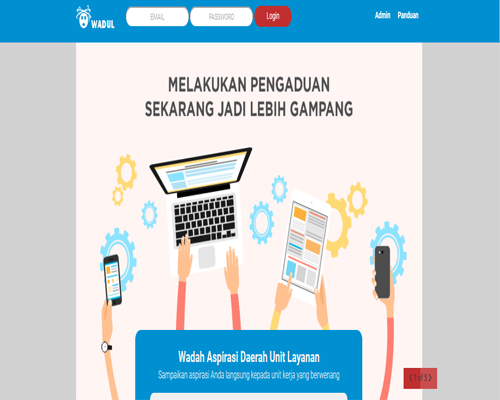 WADUL
EMAIL
PASSWORD
Login
Admin
Panduan
MELAKUKAN PENGADUAN
SEKARANG JADI LEBIH GAMPANG
Wadah Aspirasi Daerah Unit Layanan
Sampaikan aspirasi Anda langsung kepada unit kerja yang berwenang